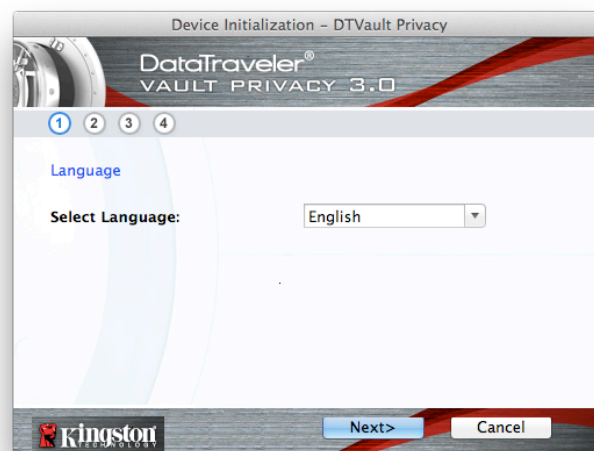 Device Initialization – DTVault Privacy
DataTraveler®
VAULT PRIVACY 3.0
1 2 3 4
Language
Select Language: English
Kingston
TECHNOLOGY
Next> Cancel